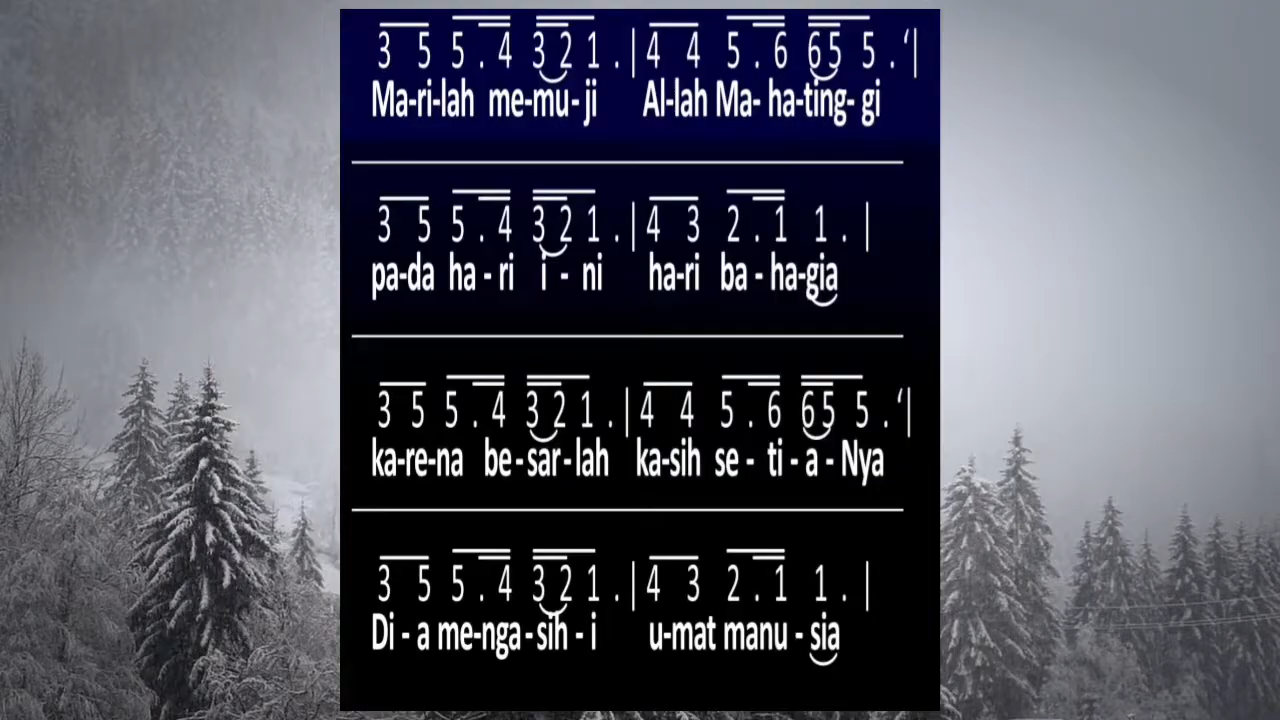 3 5 5 . 4 3 2 1 . | 4 4 5 . 6 6 5 5 . ‘|
Ma-ri-lah me-mu-ji Al-lah Ma- ha-ting- gi
3 5 5 . 4 3 2 1 . | 4 3 2 . 1 1 . |
pa-da ha - ri i - ni ha-ri ba - ha-gia
3 5 5 . 4 3 2 1 . | 4 4 5 . 6 6 5 5 . ‘|
ka-re-na be-sar-lah ka-sih se - ti - a - Nya
3 5 5 . 4 3 2 1 . | 4 3 2 . 1 1 . |
Di - a me-nga-sih - i u-mat manu - sia